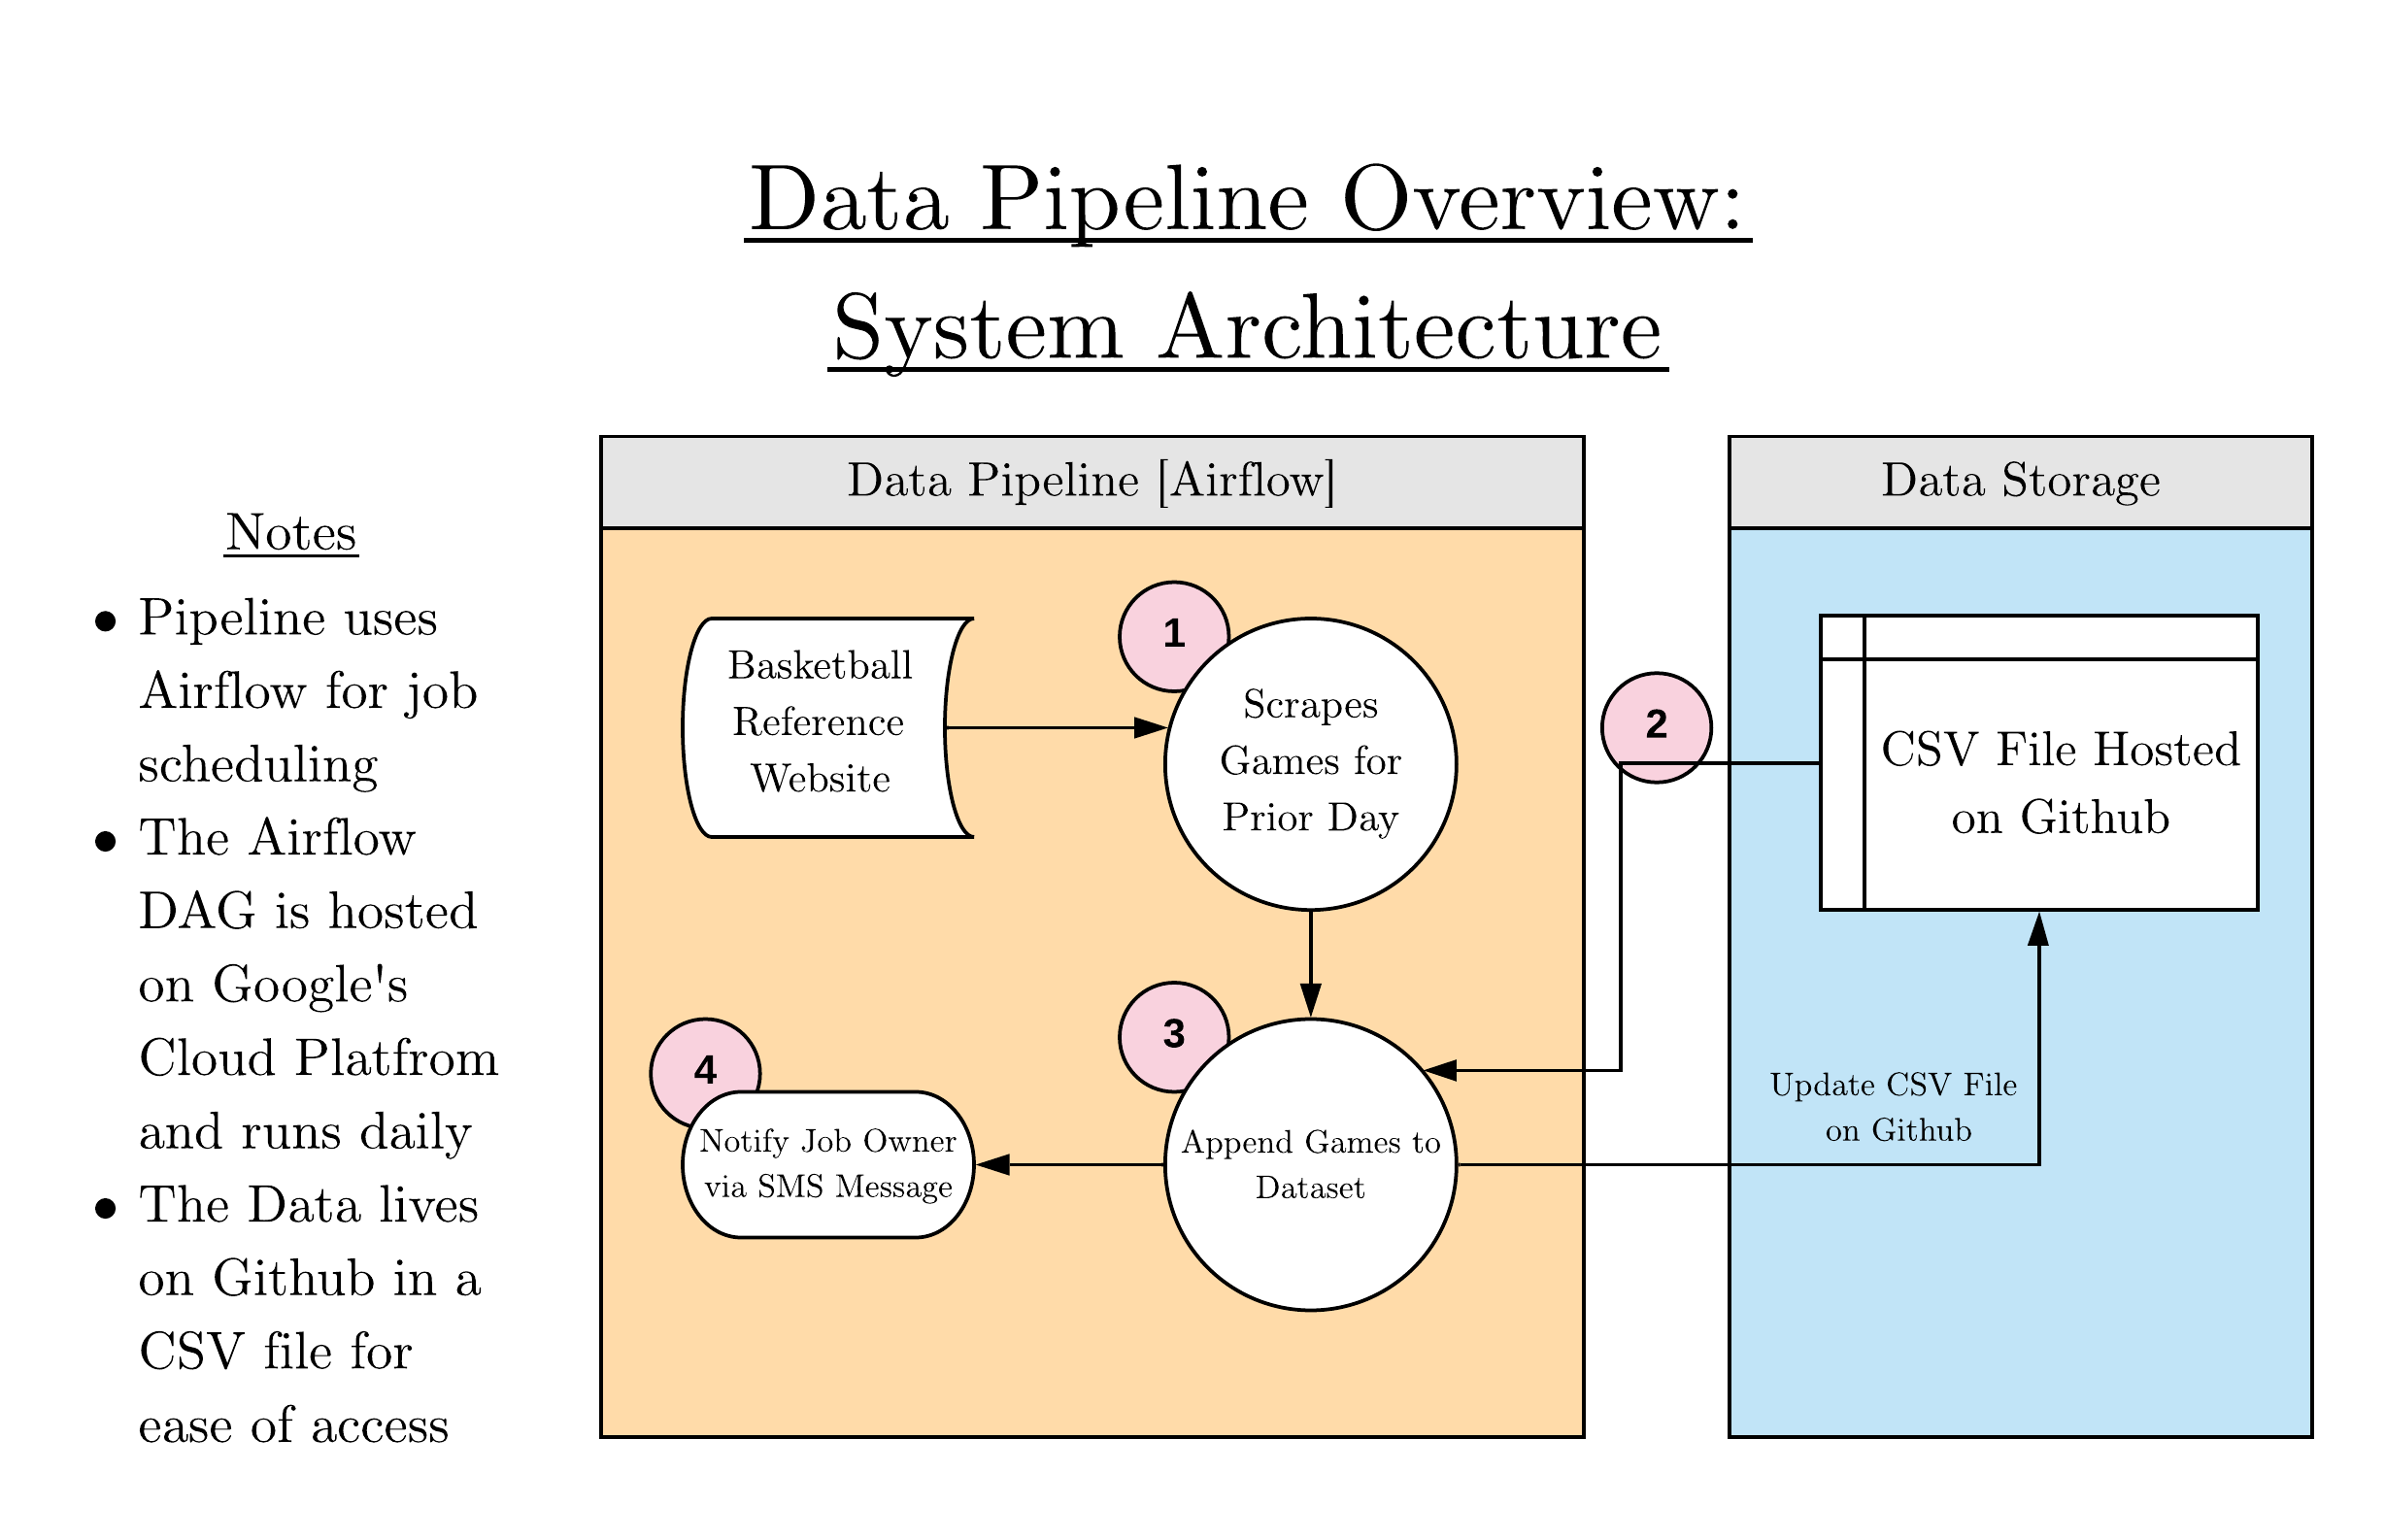 Data Pipeline Overview:
System Architecture
Notes
● Pipeline uses
Airflow for job
scheduling
● The Airflow
DAG is hosted
on Google's
Cloud Platfrom
and runs daily
● The Data lives
on Github in a
CSV file for
ease of access
Data Pipeline [Airflow]
Basketball
Reference
Website
1
Scrapes
Games for
Prior Day
2
3
Append Games to
Dataset
4
Notify Job Owner
via SMS Message
Data Storage
CSV File Hosted
on Github
Update CSV File
on Github